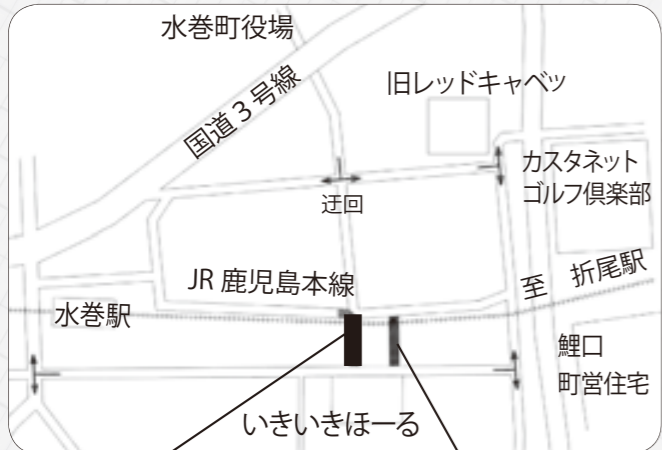 水巻町役場
国道3号線
旧レッドキャベツ
カスタネット
ゴルフ倶楽部
迂回
JR 鹿児島本線
至 折尾駅
水巻駅
鯉口
町営住宅
いきいきほーる